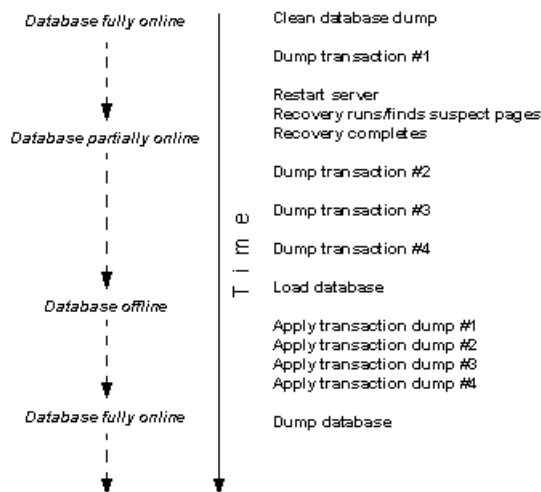 Database fully online
Clean database dump
Dump transaction #1
Restart server
Recovery runs/finds suspect pages
Database partially online
Recovery completes
Dump transaction #2
Dump transaction #3
Dump transaction #4
Time
Load database
Database offline
Apply transaction dump #1
Apply transaction dump #2
Apply transaction dump #3
Apply transaction dump #4
Database fully online
Dump database